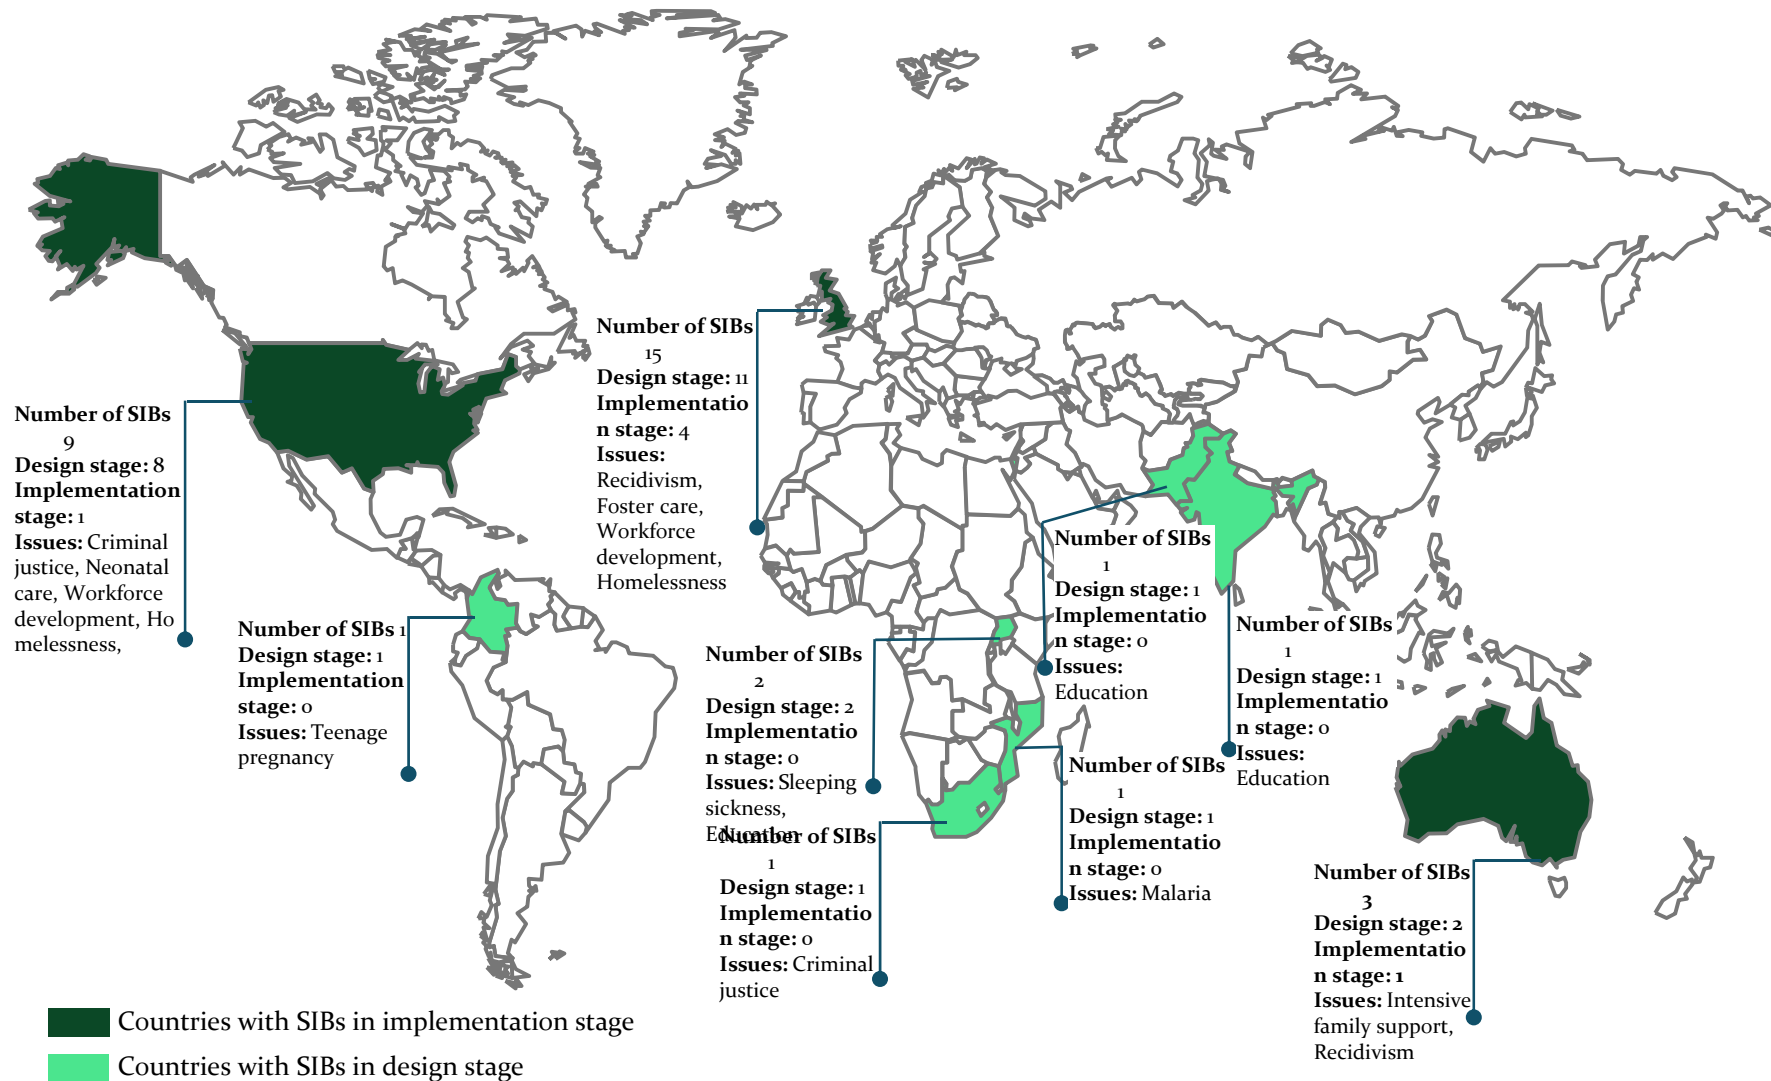 Number of SIBs
9
Design stage: 8
Implementation
stage: 1
Issues: Criminal
justice, Neonatal
care, Workforce
development, Ho
melessness,
Number of SIBs 1
Design stage: 1
Implementation
stage: 0
Issues: Teenage
pregnancy
Number of SIBs
15
Design stage: 11
Implementatio
n stage: 4
Issues:
Recidivism,
Foster care,
Workforce
development,
Homelessness
Number of SIBs
2
Design stage: 2
Implementatio
n stage: 0
Issues: Sleeping
sickness,
Education
Number of SIBs
1
Design stage: 1
Implementatio
n stage: 0
Issues: Criminal
justice
Number of SIBs
1
Design stage: 1
Implementatio
n stage: 0
Issues:
Education
Number of SIBs
1
Design stage: 1
Implementatio
n stage: 0
Issues: Malaria
Number of SIBs
1
Design stage: 1
Implementatio
n stage: 0
Issues:
Education
Number of SIBs
3
Design stage: 2
Implementatio
n stage: 1
Issues: Intensive
family support,
Recidivism
Countries with SIBs in implementation stage
Countries with SIBs in design stage